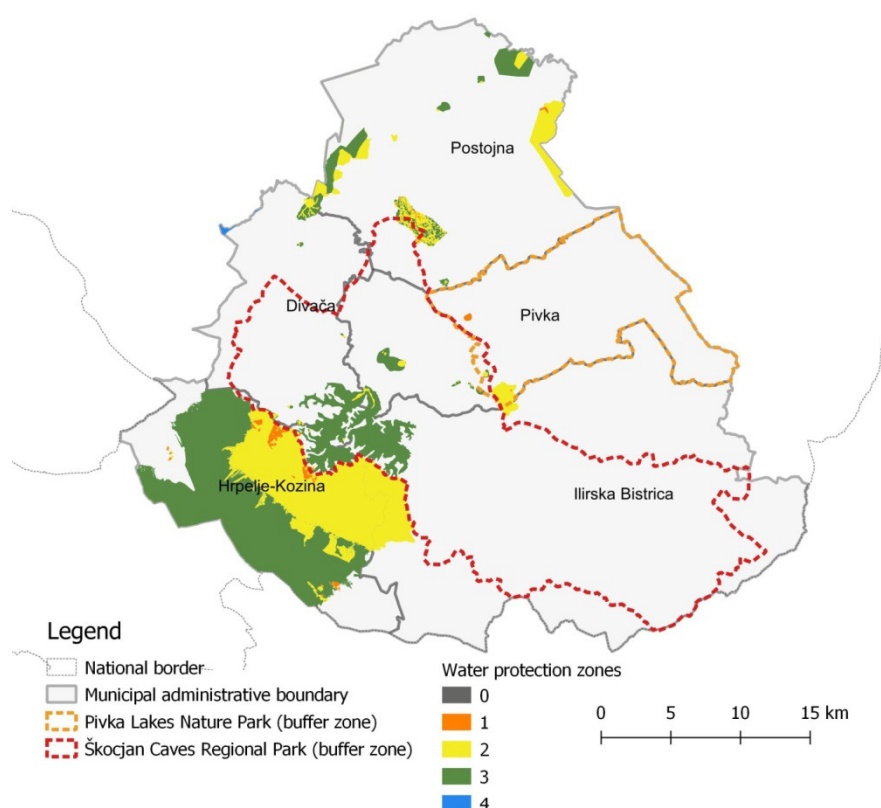 Postojna
Divača
Pivka
Hrpelje-Kozina
Ilirska Bistrica
Legend
National border
Municipal administrative boundary
Pivka Lakes Nature Park (buffer zone)
Škocjan Caves Regional Park (buffer zone)
Water protection zones
0
1
2
3
4
0 5 10 15 km